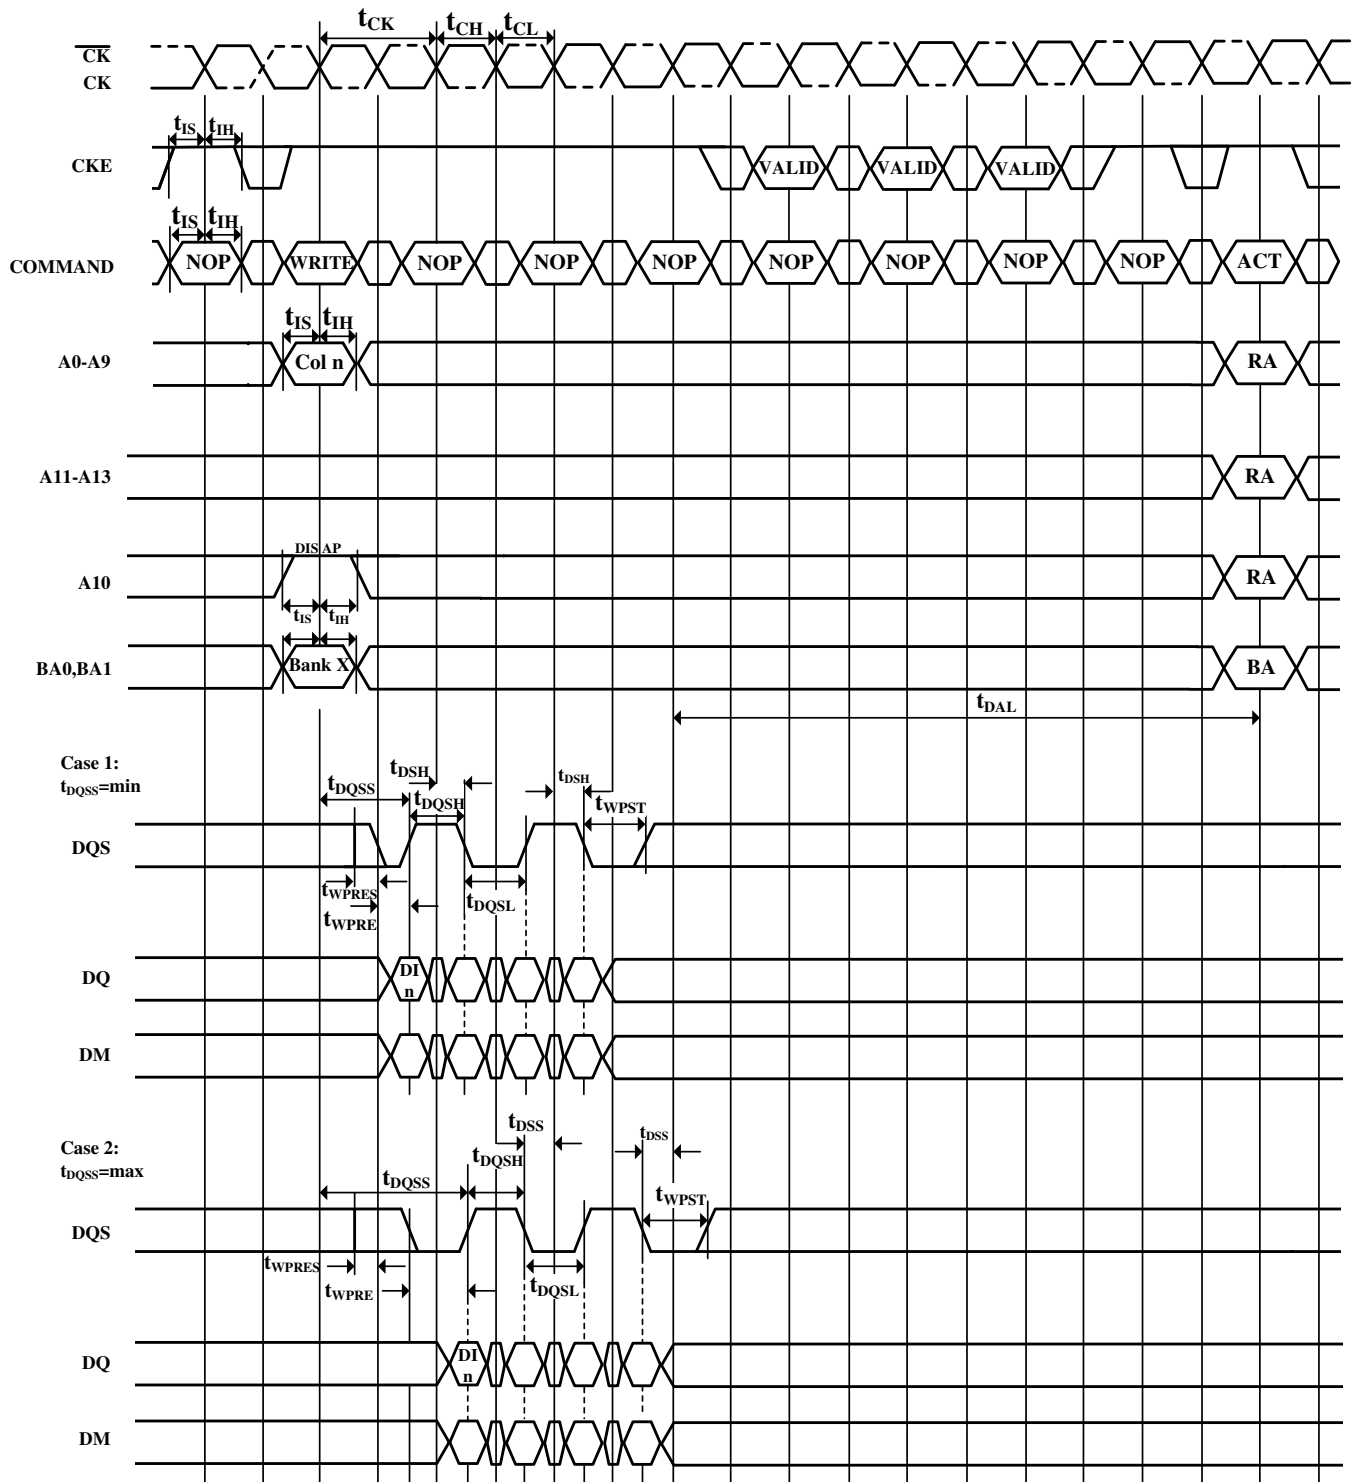 tCK tCH tCL
CK
CK
tIS tIH
CKE VALID VALID VALID
tIS tIH
COMMAND NOP WRITE NOP NOP NOP NOP NOP NOP NOP ACT
tIS tIH
A0-A9 Col n RA
A11-A13 RA
DIS AP
A10 RA
tIS tIH
BA0,BA1 Bank X BA
tDAL
Case 1:
tDQSS=min
tDSH tDSH
tDQSS tDQSH tWPST
DQS
tWPRES tDQSL
tWPRE
DQ DI
n
DM
Case 2:
tDQSS=max
tDSS tDSS
tDQSH
tDQSS tWPST
DQS
tWPRES
tWPRE tDQSL
DQ DI
n
DM